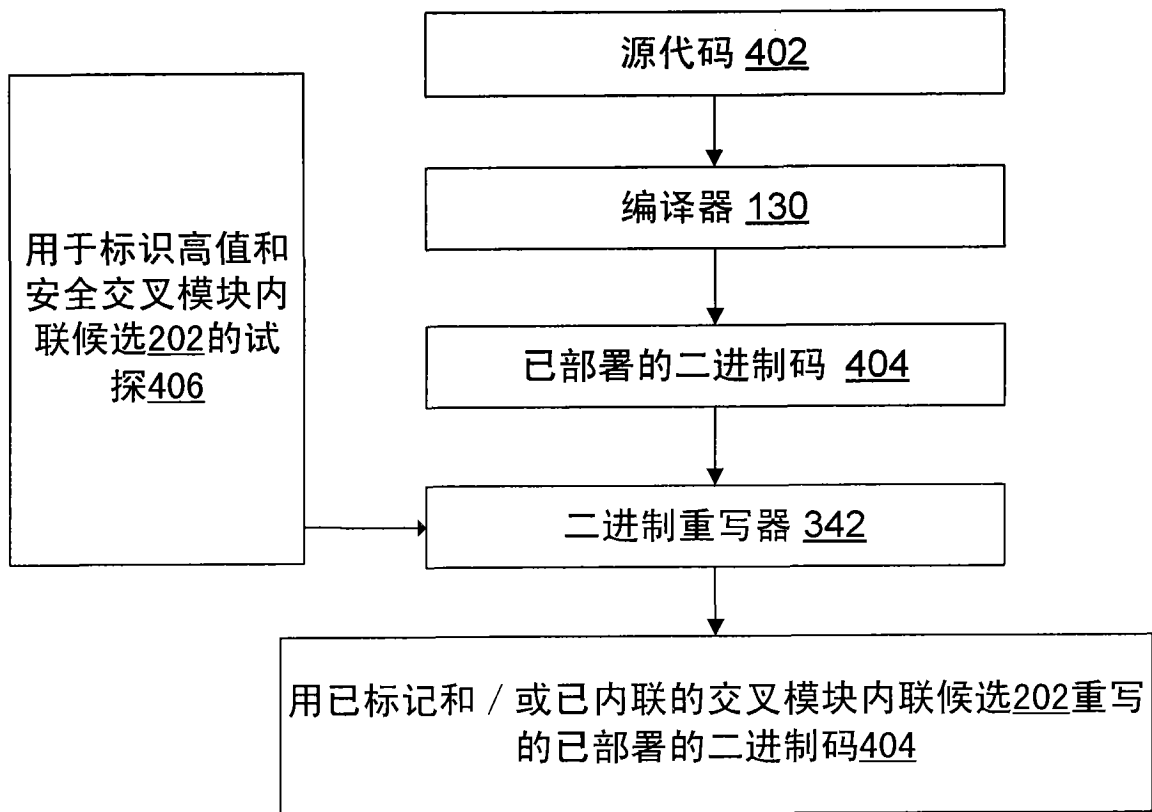 源代码 402
编译器 130
用于标识高值和
安全交叉模块内
联候选202的试
探406
已部署的二进制码 404
二进制重写器 342
用已标记和／或已内联的交叉模块内联候选202重写
的已部署的二进制码404